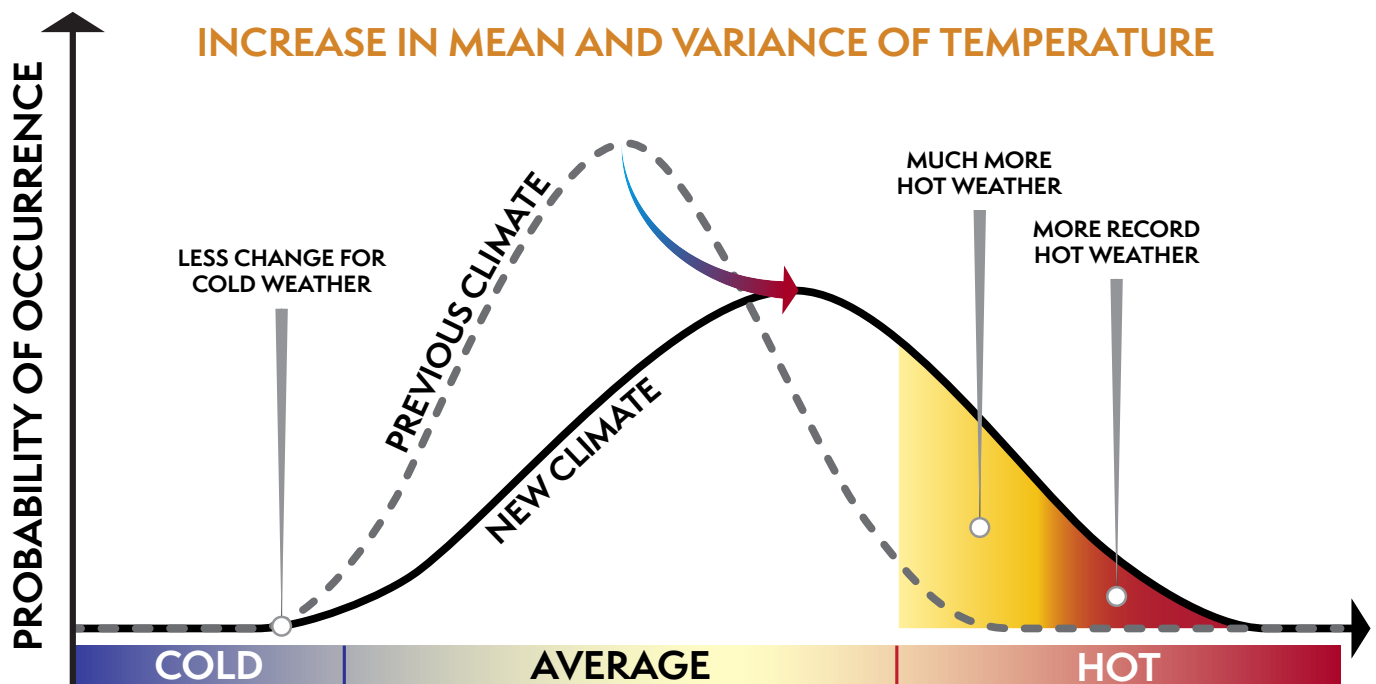 INCREASE IN MEAN AND VARIANCE OF TEMPERATURE
PROBABILITY OF OCCURRENCE
LESS CHANGE FOR
COLD WEATHER
PREVIOUS CLIMATE
NEW CLIMATE
MUCH MORE
HOT WEATHER
MORE RECORD
HOT WEATHER
COLD
AVERAGE
HOT